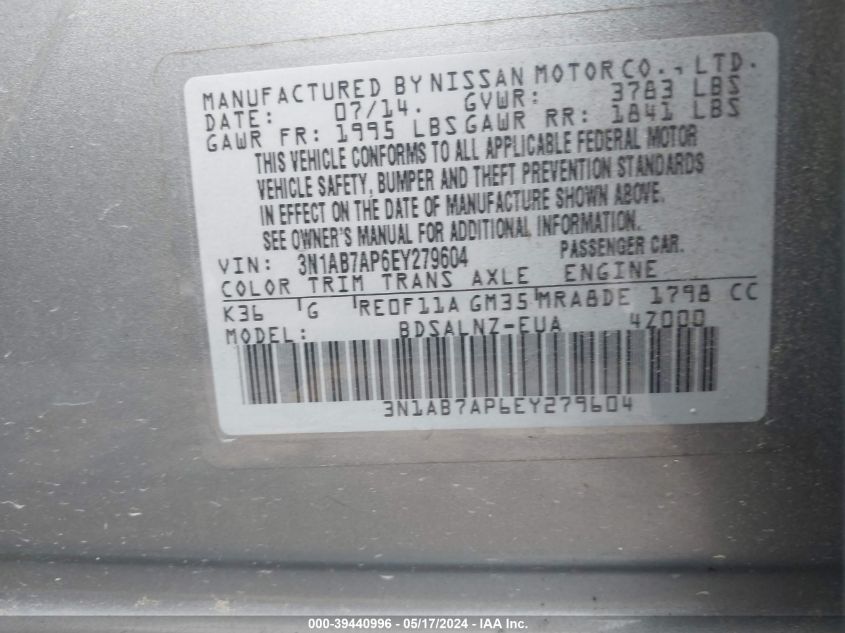 MANUFACTURED BY NISSAN MOTOR CO., LTD.
DATE: 07/14. GVWR: 3783 LBS
GAWR FR: 1995 LBS GAWR RR: 1841 LBS
THIS VEHICLE CONFORMS TO ALL APPLICABLE FEDERAL MOTOR
VEHICLE SAFETY, BUMPER AND THEFT PREVENTION STANDARDS
IN EFFECT ON THE DATE OF MANUFACTURE SHOWN ABOVE.
SEE OWNER'S MANUAL FOR ADDITIONAL INFORMATION.
VIN: 3N1AB7AP6EY279604 PASSENGER CAR.
COLOR TRIM TRANS AXLE ENGINE
K36 G RE0F11A GM35 MRA8DE 1798 CC
MODEL: BDSALNZ-EUA 4Z000
3N1AB7AP6EY279604
000-39440996 - 05/17/2024 - IAA Inc.